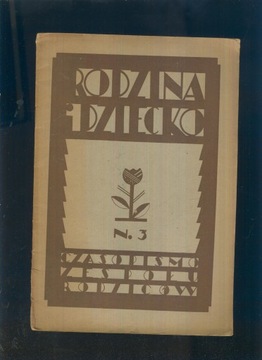 RODZINA
i DZIECKO
N. 3
CZASOPISMO
ZESPOŁU
RODZICÓW